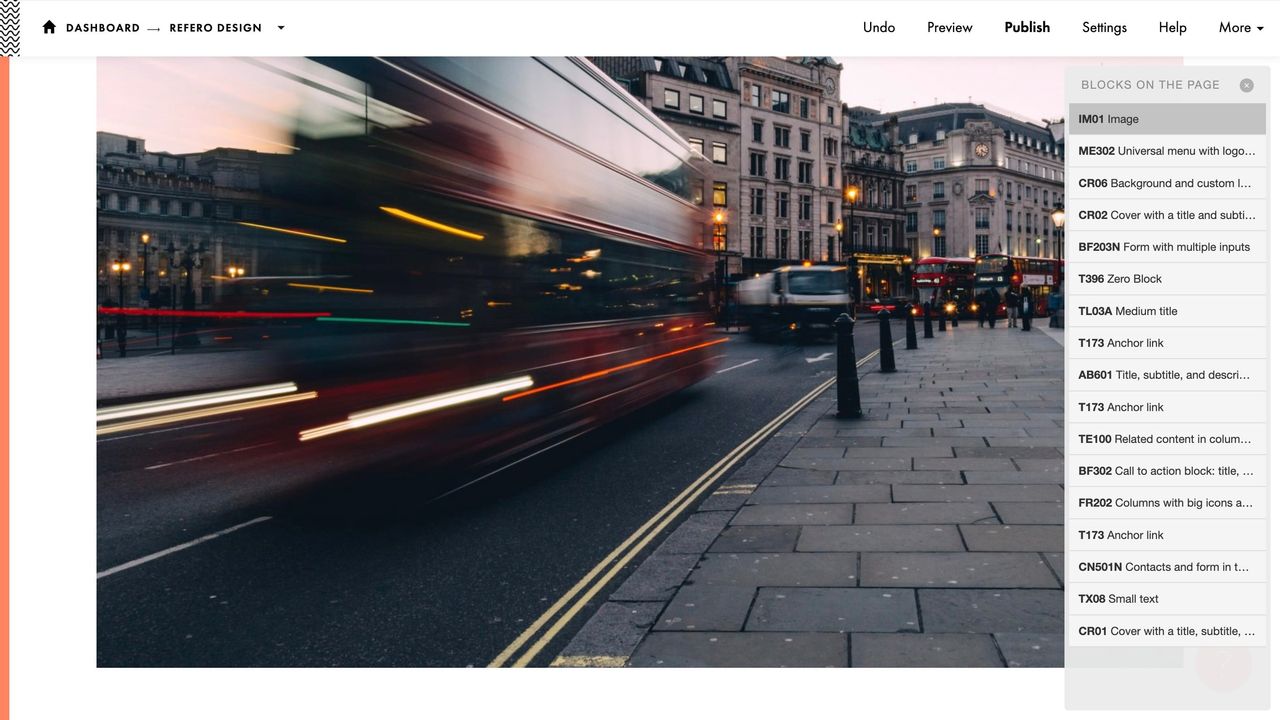 DASHBOARD → REFERO DESIGN
Undo
Preview
Publish
Settings
Help
More
BLOCKS ON THE PAGE
IM01 Image
ME302 Universal menu with logo...
CR06 Background and custom l...
CR02 Cover with a title and subti...
BF203N Form with multiple inputs
T396 Zero Block
TL03A Medium title
T173 Anchor link
AB601 Title, subtitle, and descri...
T173 Anchor link
TE100 Related content in colum...
BF302 Call to action block: title, ...
FR202 Columns with big icons a...
T173 Anchor link
CN501N Contacts and form in t...
TX08 Small text
CR01 Cover with a title, subtitle, ...
?